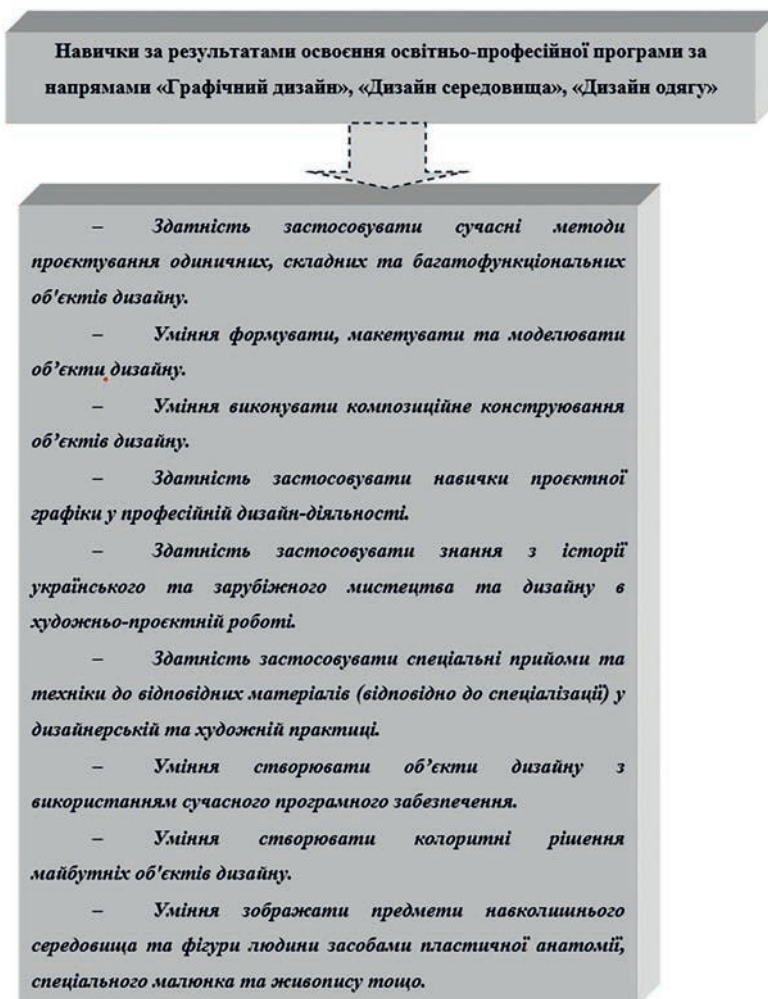 Навички за результатами освоєння освітньо-професійної програми за
напрямами «Графічний дизайн», «Дизайн середовища», «Дизайн одягу»
– Здатність застосовувати сучасні методи
проєктування одиничних, складних та багатофункціональних
об'єктів дизайну.
– Уміння формувати, макетувати та моделювати
об’єкти дизайну.
– Уміння виконувати композиційне конструювання
об’єктів дизайну.
– Здатність застосовувати навички проєктної
графіки у професійній дизайн-діяльності.
– Здатність застосовувати знання з історії
українського та зарубіжного мистецтва та дизайну в
художньо-проєктній роботі.
– Здатність застосовувати спеціальні прийоми та
техніки до відповідних матеріалів (відповідно до спеціалізації) у
дизайнерській та художній практиці.
– Уміння створювати об’єкти дизайну з
використанням сучасного програмного забезпечення.
– Уміння створювати колоритні рішення
майбутніх об’єктів дизайну.
– Уміння зображати предмети навколишнього
середовища та фігури людини засобами пластичної анатомії,
спеціального малюнка та живопису тощо.